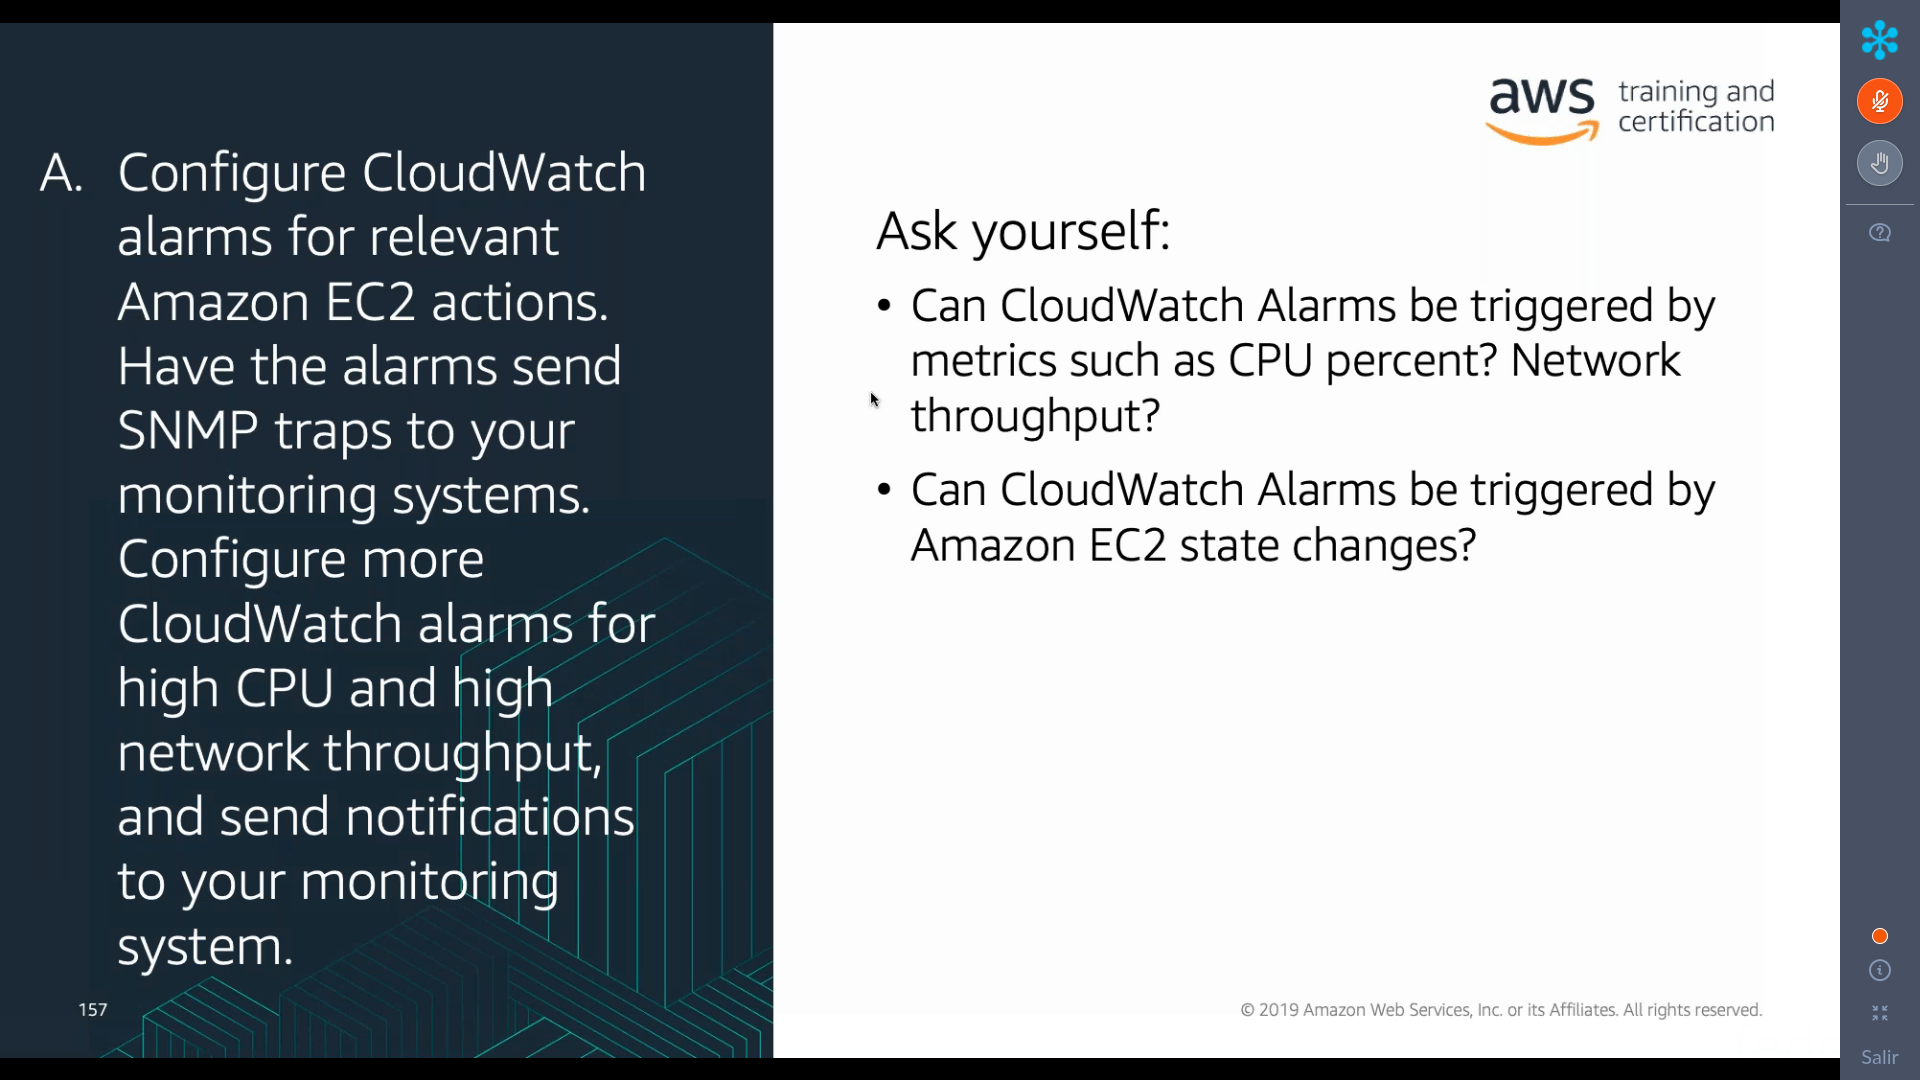 aws training and
certification
A. Configure CloudWatch
alarms for relevant
Amazon EC2 actions.
Have the alarms send
SNMP traps to your
monitoring systems.
Configure more
CloudWatch alarms for
high CPU and high
network throughput,
and send notifications
to your monitoring
system.
157
Ask yourself:
• Can CloudWatch Alarms be triggered by
metrics such as CPU percent? Network
throughput?
• Can CloudWatch Alarms be triggered by
Amazon EC2 state changes?
© 2019 Amazon Web Services, Inc. or its Affiliates. All rights reserved.
Salir